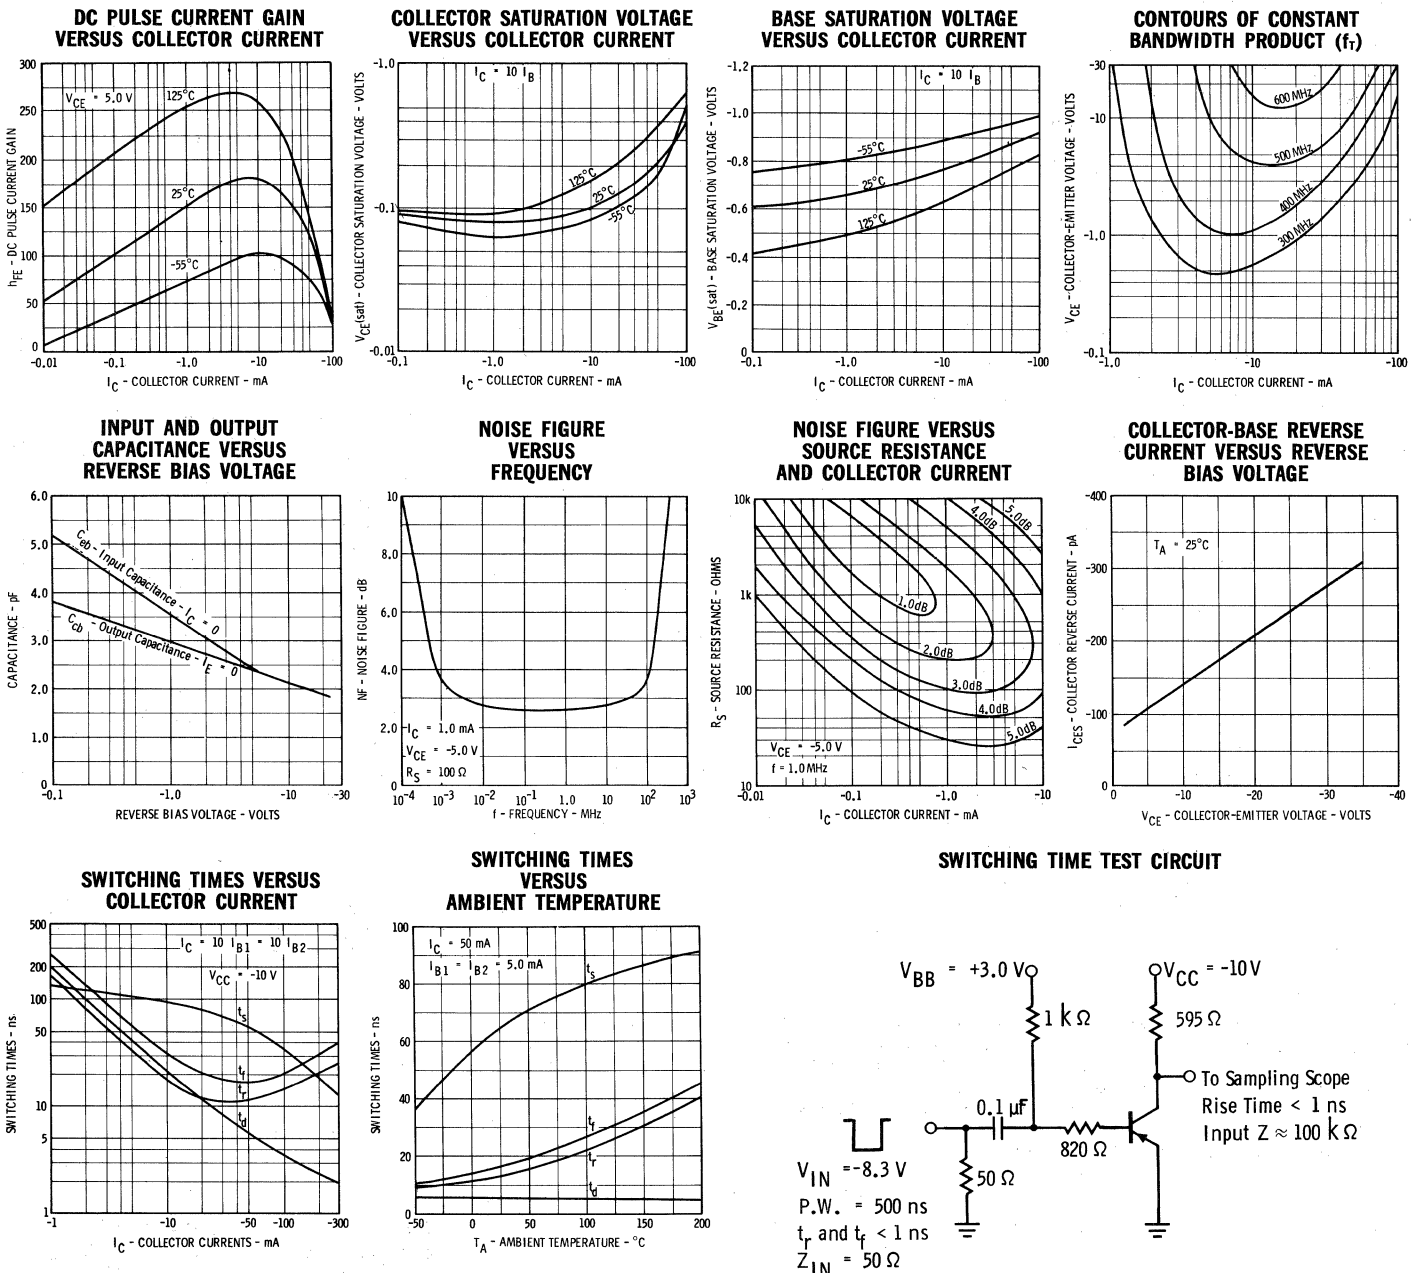 DC PULSE CURRENT GAIN
VERSUS COLLECTOR CURRENT
300
250
200
150
100
50
0
hFE - DC PULSE CURRENT GAIN
VCE = 5.0 V
125°C
25°C
-55°C
-0.01 -0.1 -1.0 -10 -100
IC - COLLECTOR CURRENT - mA
COLLECTOR SATURATION VOLTAGE
VERSUS COLLECTOR CURRENT
-1.0
-0.1
-0.01
VCE(sat) - COLLECTOR SATURATION VOLTAGE - VOLTS
IC = 10 IB
125°C
25°C
-55°C
-0.1 -1.0 -10 -100
IC - COLLECTOR CURRENT - mA
BASE SATURATION VOLTAGE
VERSUS COLLECTOR CURRENT
-1.2
-1.0
-0.8
-0.6
-0.4
-0.2
0
VBE(sat) - BASE SATURATION VOLTAGE - VOLTS
IC = 10 IB
-55°C
25°C
125°C
-0.1 -1.0 -10 -100
IC - COLLECTOR CURRENT - mA
CONTOURS OF CONSTANT
BANDWIDTH PRODUCT (fT)
-30
-10
-1.0
-0.1
VCE - COLLECTOR-EMITTER VOLTAGE - VOLTS
600 MHz
500 MHz
400 MHz
300 MHz
-1.0 -10 -100
IC - COLLECTOR CURRENT - mA
INPUT AND OUTPUT
CAPACITANCE VERSUS
REVERSE BIAS VOLTAGE
6.0
5.0
4.0
3.0
2.0
1.0
0
CAPACITANCE - pF
Ceb - Input Capacitance - IC = 0
Ccb - Output Capacitance - IE = 0
-0.1 -1.0 -10 -30
REVERSE BIAS VOLTAGE - VOLTS
NOISE FIGURE
VERSUS
FREQUENCY
10
8.0
6.0
4.0
2.0
0
NF - NOISE FIGURE - dB
IC = 1.0 mA
VCE = -5.0 V
RS = 100 Ω
10⁻⁴ 10⁻³ 10⁻² 10⁻¹ 1.0 10 10² 10³
f - FREQUENCY - MHz
NOISE FIGURE VERSUS
SOURCE RESISTANCE
AND COLLECTOR CURRENT
10k
1k
100
10
RS - SOURCE RESISTANCE - OHMS
4.0dB
5.0dB
1.0dB
2.0dB
3.0dB
4.0dB
5.0dB
VCE = -5.0 V
f = 1.0 MHz
-0.01 -0.1 -1.0 -10
IC - COLLECTOR CURRENT - mA
COLLECTOR-BASE REVERSE
CURRENT VERSUS REVERSE
BIAS VOLTAGE
-400
-300
-200
-100
0
ICES - COLLECTOR REVERSE CURRENT - pA
TA = 25°C
0 -10 -20 -30 -40
VCE - COLLECTOR-EMITTER VOLTAGE - VOLTS
SWITCHING TIMES VERSUS
COLLECTOR CURRENT
500
200
100
50
10
5
1
SWITCHING TIMES - ns
IC = 10 IB1 = 10 IB2
VCC = -10 V
ts
tf
tr
td
-1 -10 -50 -100 -300
IC - COLLECTOR CURRENTS - mA
SWITCHING TIMES
VERSUS
AMBIENT TEMPERATURE
100
80
60
40
20
0
SWITCHING TIMES - ns
IC = 50 mA
IB1 = IB2 = 5.0 mA
ts
tf
tr
td
-50 0 50 100 150 200
TA - AMBIENT TEMPERATURE - °C
SWITCHING TIME TEST CIRCUIT
VBB = +3.0 V
VCC = -10V
1 k Ω
595 Ω
To Sampling Scope
Rise Time < 1 ns
Input Z ≈ 100 k Ω
0.1 μf
820 Ω
50 Ω
VIN = -8.3 V
P.W. = 500 ns
tr and tf < 1 ns
ZIN = 50 Ω